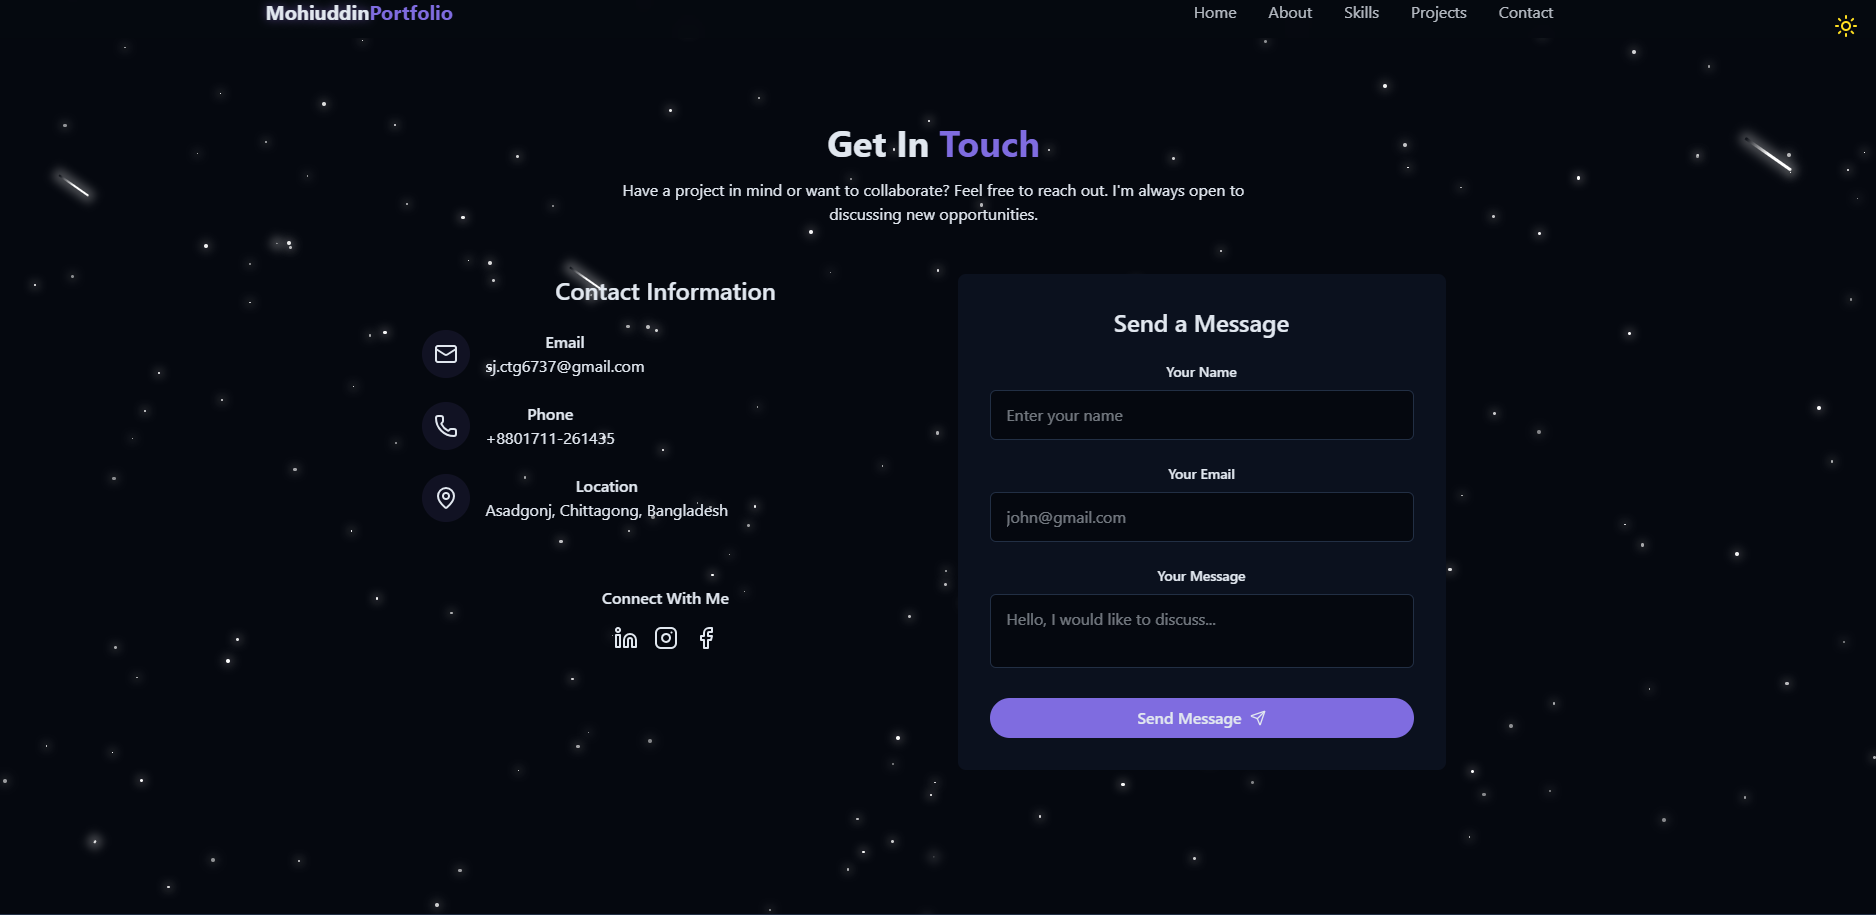 MohiuddinPortfolio
Home About Skills Projects Contact
Get In Touch
Have a project in mind or want to collaborate? Feel free to reach out. I'm always open to
discussing new opportunities.
Contact Information
Email
sj.ctg6737@gmail.com
Phone
+8801711-261435
Location
Asadgonj, Chittagong, Bangladesh
Connect With Me
Send a Message
Your Name
Enter your name
Your Email
john@gmail.com
Your Message
Hello, I would like to discuss...
Send Message